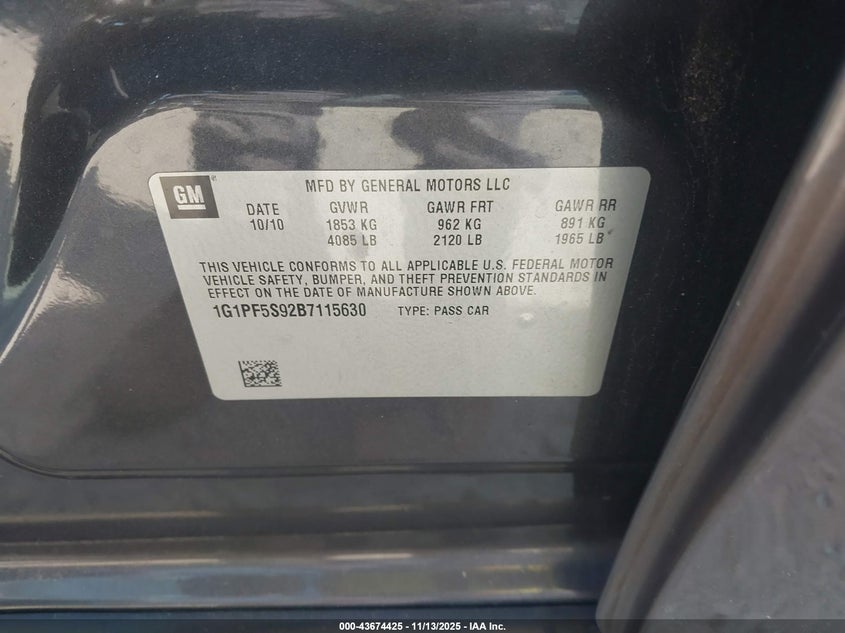 GM
MFD BY GENERAL MOTORS LLC
DATE GVWR GAWR FRT GAWR RR
10/10 1853 KG 962 KG 891 KG
4085 LB 2120 LB 1965 LB
THIS VEHICLE CONFORMS TO ALL APPLICABLE U.S. FEDERAL MOTOR
VEHICLE SAFETY, BUMPER, AND THEFT PREVENTION STANDARDS IN
EFFECT ON THE DATE OF MANUFACTURE SHOWN ABOVE.
1G1PF5S92B7115630 TYPE: PASS CAR
000-43674425 - 11/13/2025 - IAA Inc.